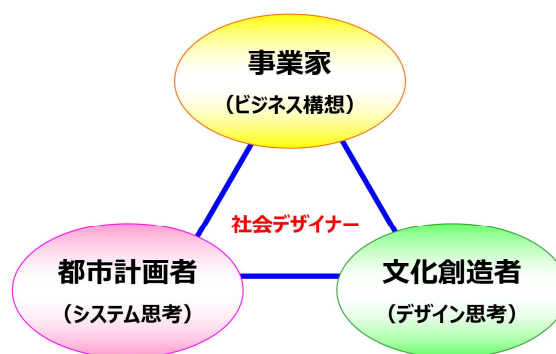 事業家
（ビジネス構想）
社会デザイナー
都市計画者
（システム思考）
文化創造者
（デザイン思考）